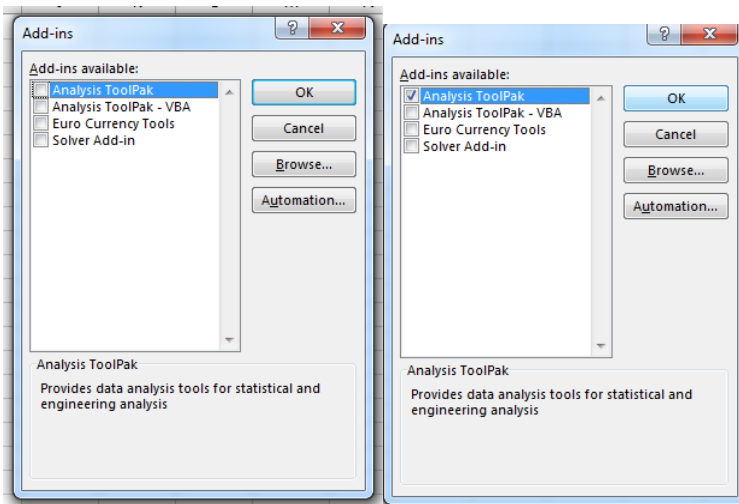 Add-ins
Add-ins available:
Analysis ToolPak
Analysis ToolPak - VBA
Euro Currency Tools
Solver Add-in
OK
Cancel
Browse...
Automation...
Analysis ToolPak
Provides data analysis tools for statistical and
engineering analysis
Add-ins
Add-ins available:
Analysis ToolPak
Analysis ToolPak - VBA
Euro Currency Tools
Solver Add-in
OK
Cancel
Browse...
Automation...
Analysis ToolPak
Provides data analysis tools for statistical and
engineering analysis